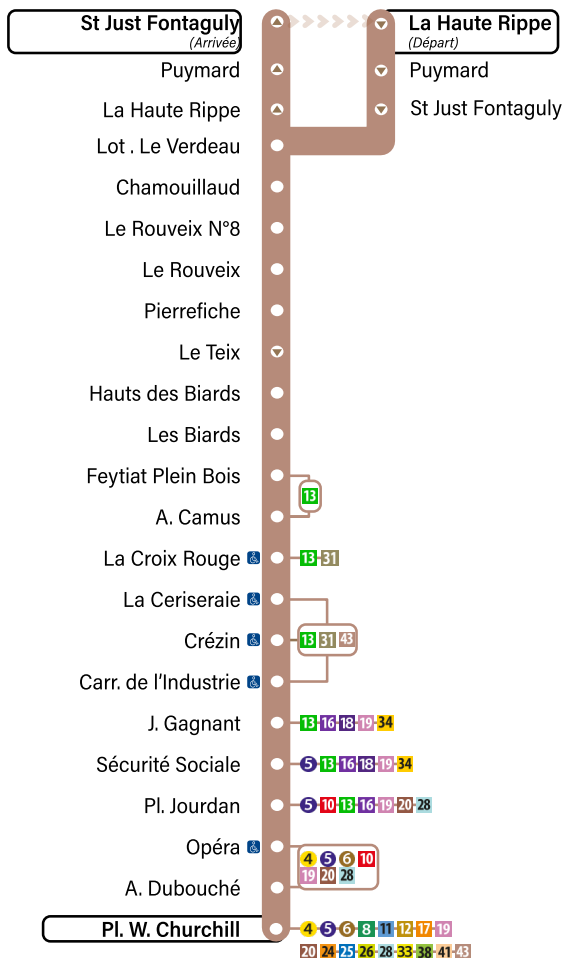 St Just Fontaguly
(Arrivée)
La Haute Rippe
(Départ)
Puymard
Puymard
La Haute Rippe
St Just Fontaguly
Lot . Le Verdeau
Chamouillaud
Le Rouveix N°8
Le Rouveix
Pierrefiche
Le Teix
Hauts des Biards
Les Biards
Feytiat Plein Bois
13
A. Camus
La Croix Rouge 13 31
La Ceriseraie
Crézin 13 31 43
Carr. de l'Industrie
J. Gagnant 13 16 18 19 34
Sécurité Sociale 5 13 16 18 19 34
Pl. Jourdan 5 10 13 16 19 20 28
Opéra
4 5 6 10
19 20 28
A. Dubouché
Pl. W. Churchill 4 5 6 8 11 12 17 19
20 24 25 26 28 33 38 41 43